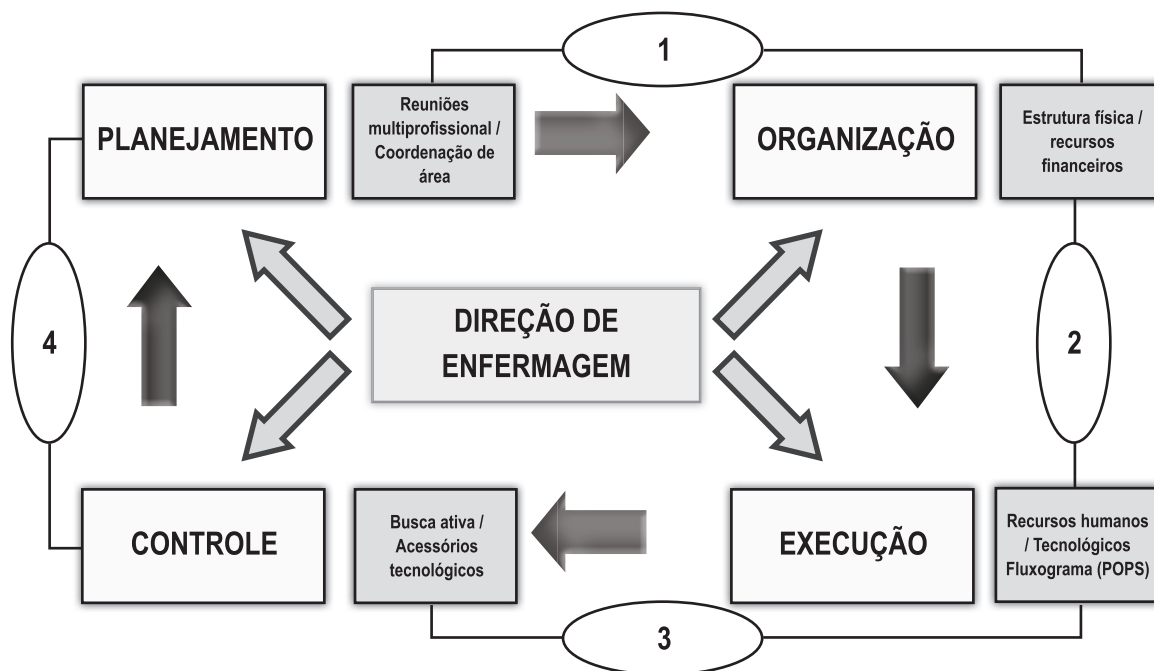 1
PLANEJAMENTO
Reuniões
multiprofissional /
Coordenação de
área
ORGANIZAÇÃO
Estrutura física /
recursos
financeiros
4
DIREÇÃO DE
ENFERMAGEM
2
CONTROLE
Busca ativa /
Acessórios
tecnológicos
EXECUÇÃO
Recursos humanos
/ Tecnológicos
Fluxograma (POPS)
3